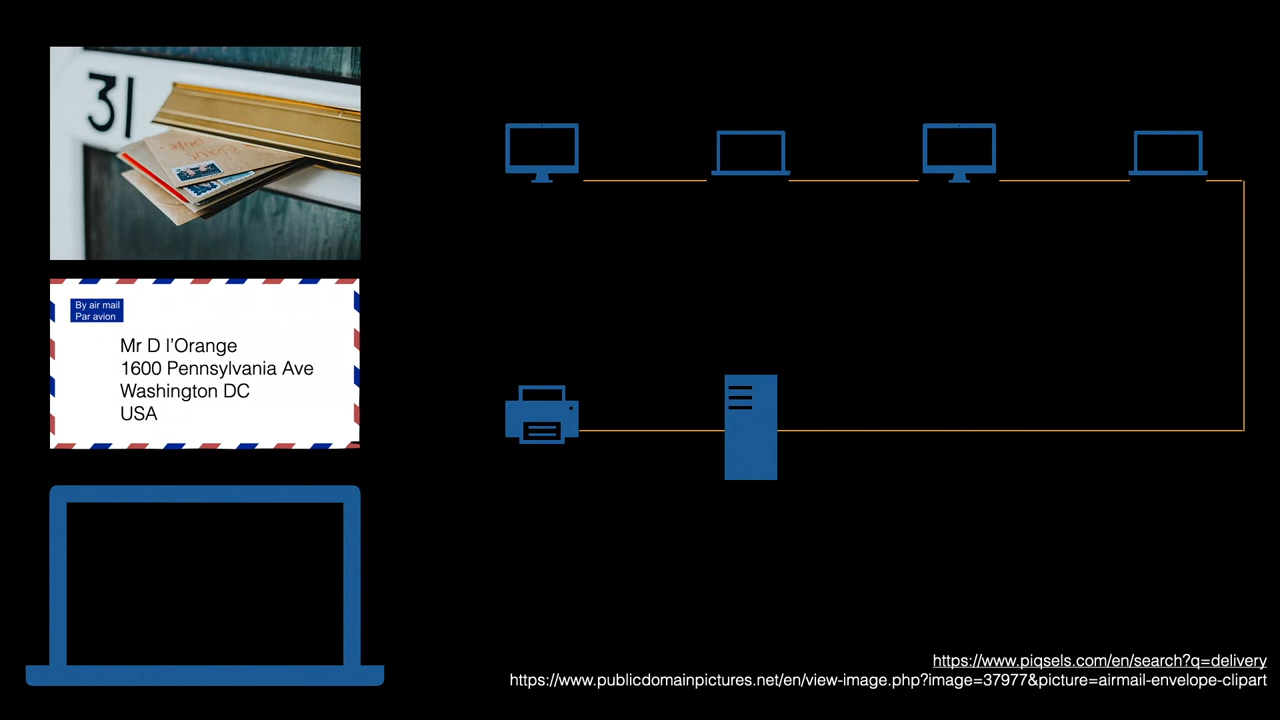 31
By air mail
Par avion
Mr D l’Orange
1600 Pennsylvania Ave
Washington DC
USA
https://www.piqsels.com/en/search?q=delivery
https://www.publicdomainpictures.net/en/view-image.php?image=37977&picture=airmail-envelope-clipart